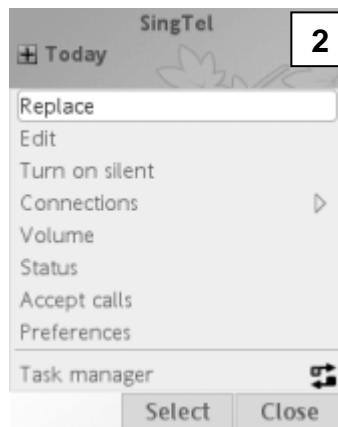 SingTel
2
Today
Replace
Edit
Turn on silent
Connections
Volume
Status
Accept calls
Preferences
Task manager
Select Close